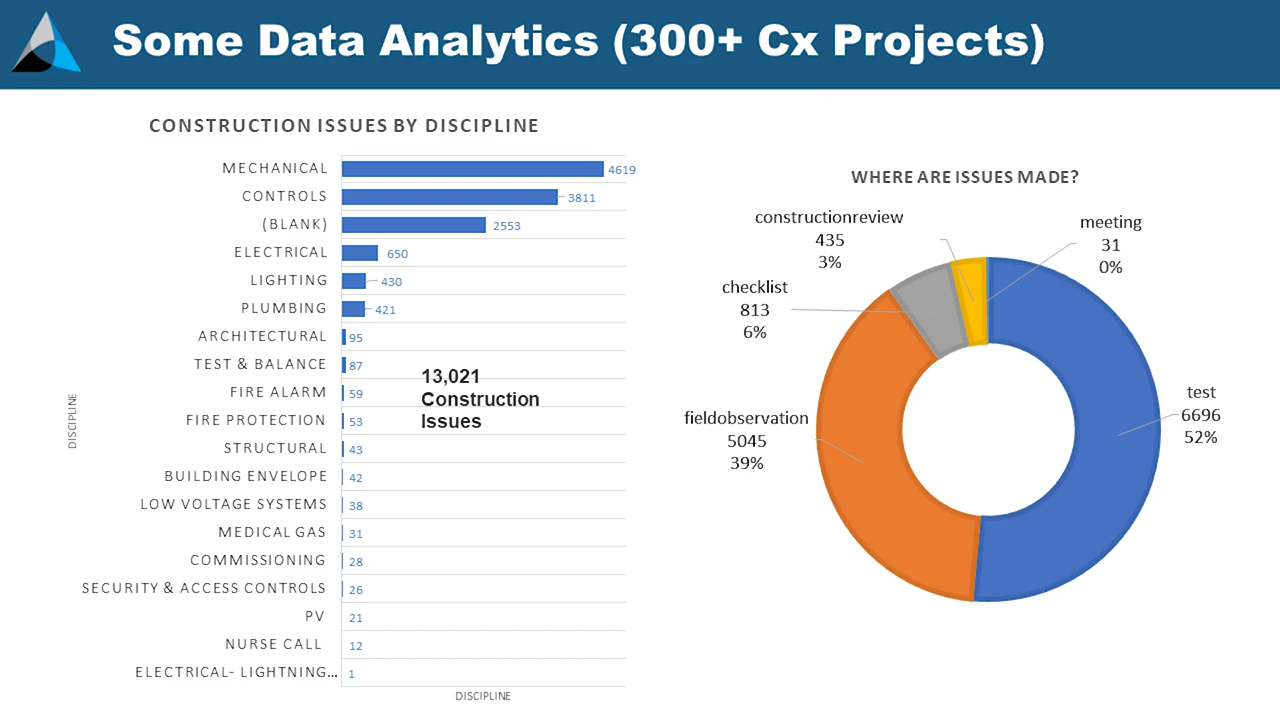 Some Data Analytics (300+ Cx Projects)
CONSTRUCTION ISSUES BY DISCIPLINE
MECHANICAL 4619
CONTROLS 3811
(BLANK) 2553
ELECTRICAL 650
LIGHTING 430
PLUMBING 421
ARCHITECTURAL 95
TEST & BALANCE 87
FIRE ALARM 59
FIRE PROTECTION 53
STRUCTURAL 43
BUILDING ENVELOPE 42
LOW VOLTAGE SYSTEMS 38
MEDICAL GAS 31
COMMISSIONING 28
SECURITY & ACCESS CONTROLS 26
PV 21
NURSE CALL 12
ELECTRICAL- LIGHTNING… 1
DISCIPLINE
DISCIPLINE
13,021
Construction
Issues
WHERE ARE ISSUES MADE?
constructionreview
435
3%
meeting
31
0%
checklist
813
6%
test
6696
52%
fieldobservation
5045
39%